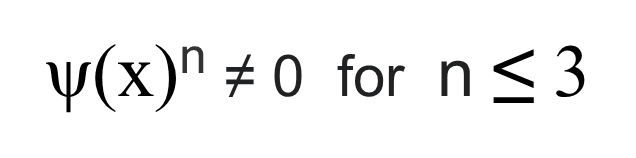 ψ(x)ⁿ ≠ 0 for n ≤ 3